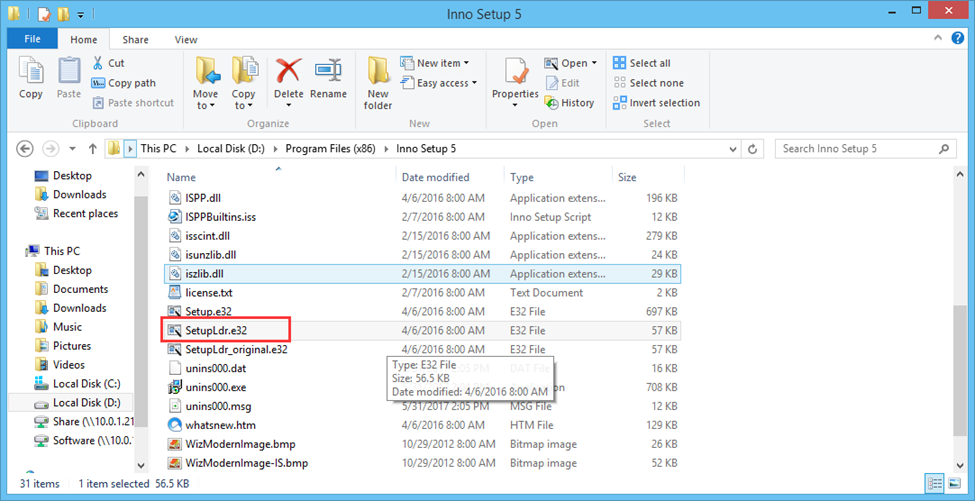 Inno Setup 5
File Home Share View
Copy
Paste
Cut
Copy path
Paste shortcut
Clipboard
Move to
Copy to
Delete
Rename
Organize
New folder
New item
Easy access
New
Properties
Open
Edit
History
Open
Select all
Select none
Invert selection
Select
This PC Local Disk (D:) Program Files (x86) Inno Setup 5
Search Inno Setup 5
Desktop
Downloads
Recent places
This PC
Desktop
Documents
Downloads
Music
Pictures
Videos
Local Disk (C:)
Local Disk (D:)
Share (\\10.0.1.21
Software (\\10.0.
Name Date modified Type Size
ISPP.dll 4/6/2016 8:00 AM Application extens... 196 KB
ISPPBuiltins.iss 2/7/2016 8:00 AM Inno Setup Script 12 KB
isscint.dll 2/15/2016 8:00 AM Application extens... 279 KB
isunzlib.dll 2/15/2016 8:00 AM Application extens... 24 KB
iszlib.dll 2/15/2016 8:00 AM Application extens... 29 KB
license.txt 2/7/2016 8:00 AM Text Document 2 KB
Setup.e32 4/6/2016 8:00 AM E32 File 697 KB
SetupLdr.e32 4/6/2016 8:00 AM E32 File 57 KB
SetupLdr_original.e32 4/6/2016 8:00 AM E32 File 57 KB
unins000.dat DAT File
unins000.exe 708 KB
unins000.msg 5/31/2017 2:05 PM MSG File 22 KB
whatsnew.htm 4/6/2016 8:00 AM HTM File 129 KB
WizModernImage.bmp 10/29/2012 8:00 AM Bitmap image 26 KB
WizModernImage-IS.bmp 10/29/2012 8:00 AM Bitmap image 52 KB
Type: E32 File
Size: 56.5 KB
Date modified: 4/6/2016 8:00 AM
31 items 1 item selected 56.5 KB